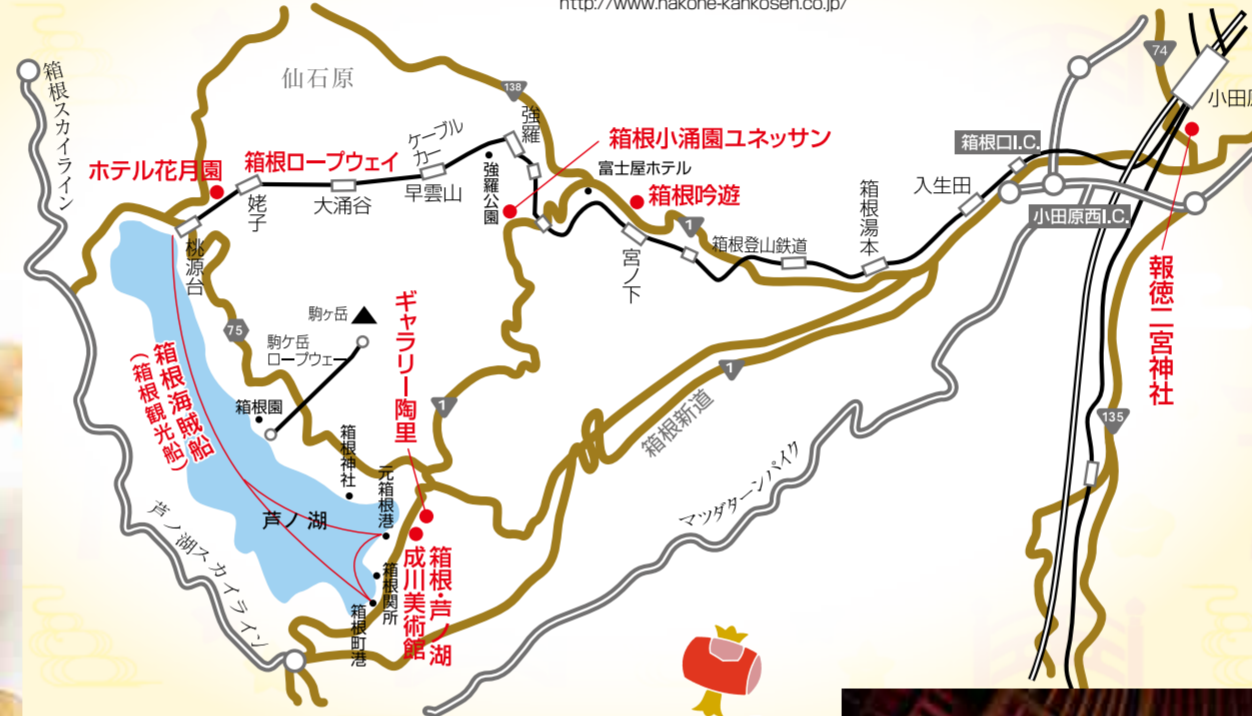 http://www.hakone-kankosen.co.jp/
箱根スカイライン
仙石原
138
74
小田
強羅
ケーブル
カー
箱根小涌園ユネッサン
箱根口I.C.
ホテル花月園
箱根ロープウェイ
早雲山
強羅公園
富士屋ホテル
箱根吟遊
入生田
箱根湯本
姥子
大涌谷
小田原西I.C.
1
箱根登山鉄道
宮ノ下
桃源台
報徳二宮神社
ギャラリー陶里
駒ヶ岳
75
駒ケ岳
ロープウェー
箱根海賊船
(箱根観光船)
1
箱根園
1
箱根新道
135
箱根神社
元箱根港
マツダターンパイク
芦ノ湖
芦ノ湖スカイライン
箱根・芦ノ湖
成川美術館
箱根関所
箱根町港